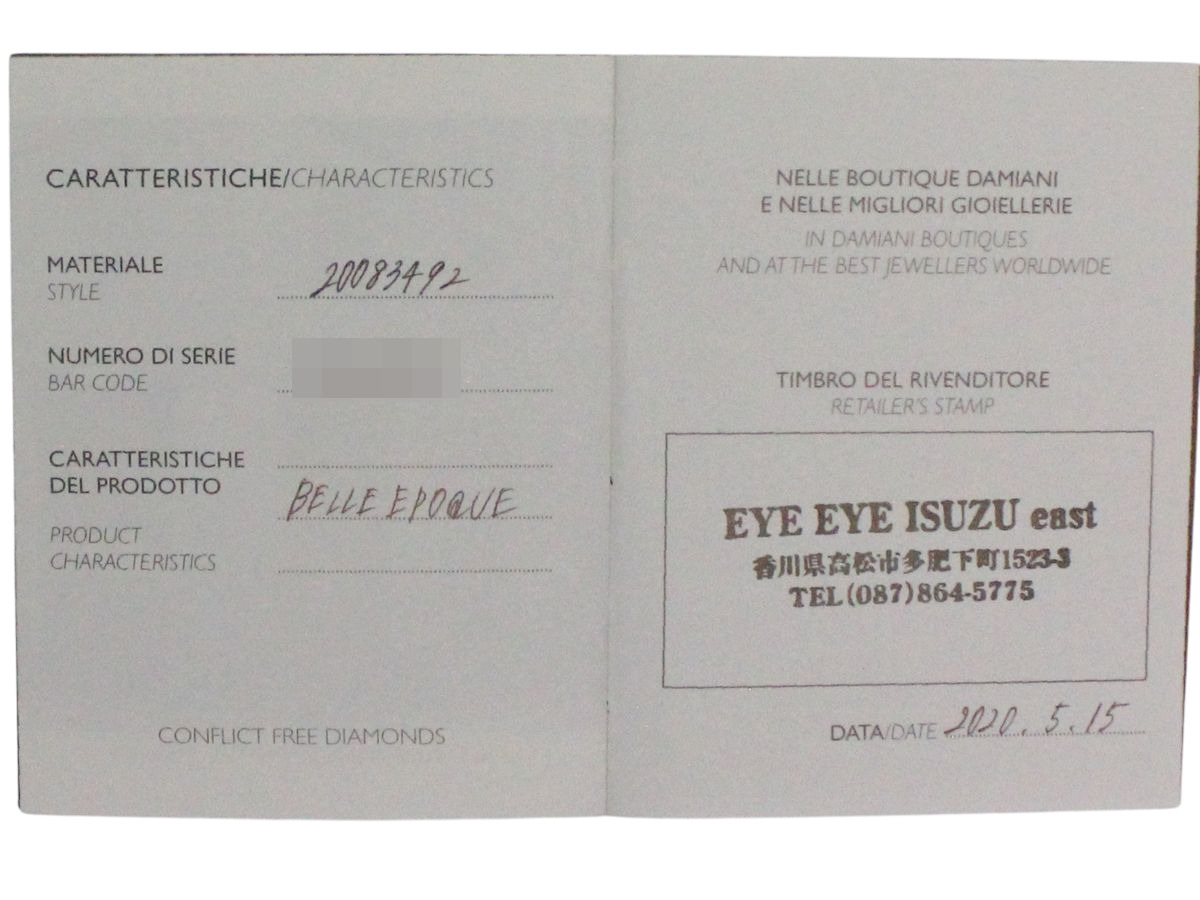 CARATTERISTICHE/CHARACTERISTICS
MATERIALE
STYLE
20083492
NUMERO DI SERIE
BAR CODE
CARATTERISTICHE
DEL PRODOTTO
BELLE EPOQUE
PRODUCT
CHARACTERISTICS
CONFLICT FREE DIAMONDS
NELLE BOUTIQUE DAMIANI
E NELLE MIGLIORI GIOIELLERIE
IN DAMIANI BOUTIQUES
AND AT THE BEST JEWELLERS WORLDWIDE
TIMBRO DEL RIVENDITORE
RETAILER'S STAMP
EYE EYE ISUZU east
香川県高松市多肥下町1523-3
TEL(087)864-5775
DATA/DATE 2020.5.15